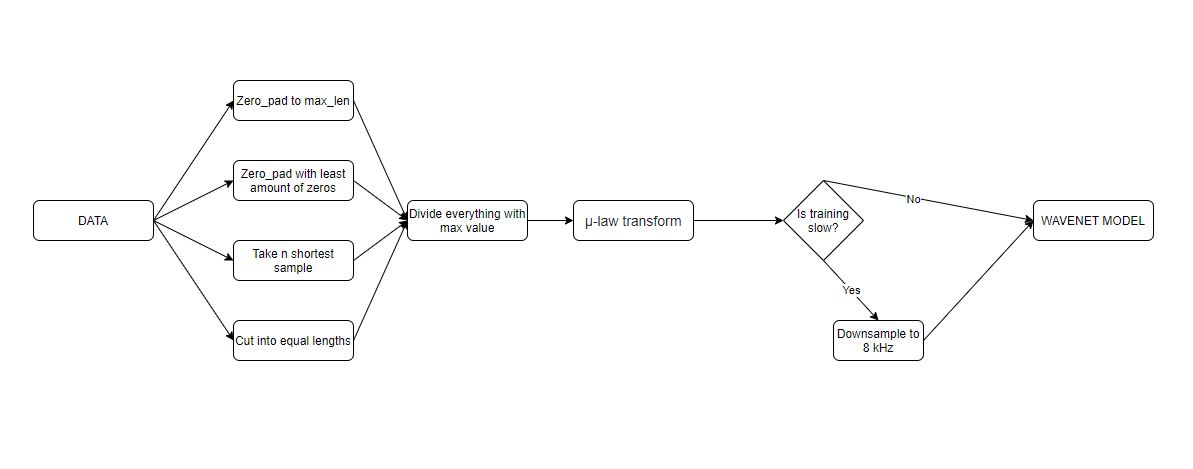 DATA
Zero_pad to max_len
Zero_pad with least
amount of zeros
Take n shortest
sample
Cut into equal lengths
Divide everything with
max value
μ-law transform
Is training
slow?
No
Yes
Downsample to
8 kHz
WAVENET MODEL